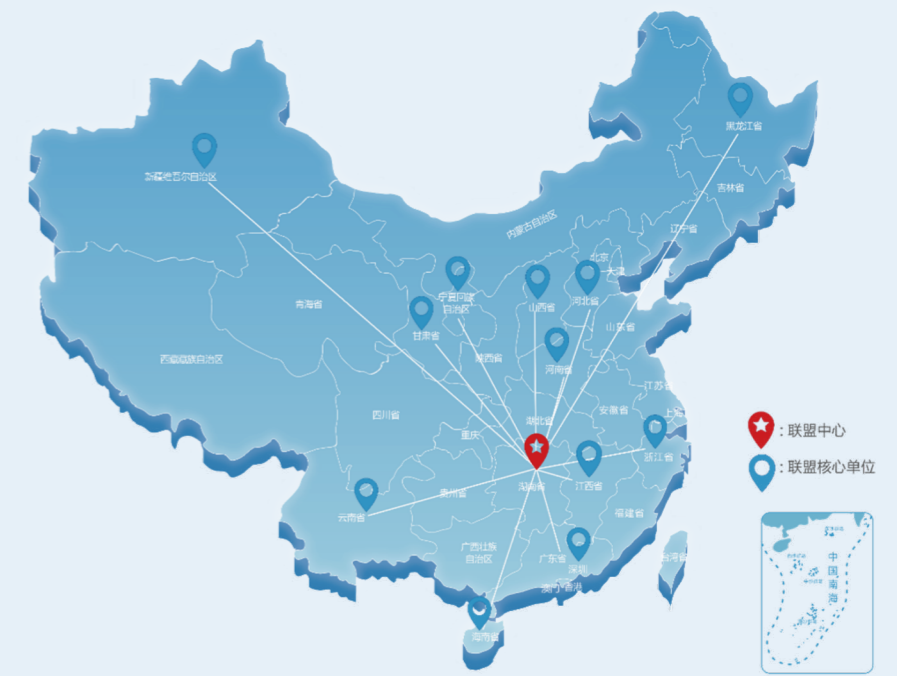 黑龙江省
新疆维吾尔自治区
吉林省
内蒙古自治区
辽宁省
北京
天津
宁夏回族
自治区
青海省
山西省
河北省
甘肃省
山东省
陕西省
西藏藏族自治区
河南省
江苏省
四川省
安徽省
上海
湖北省
重庆
：联盟中心
浙江省
：联盟核心单位
湖南省
江西省
贵州省
云南省
福建省
广西壮族
自治区
广东省
台湾省
深圳
澳门
香港
海南省
中国南海